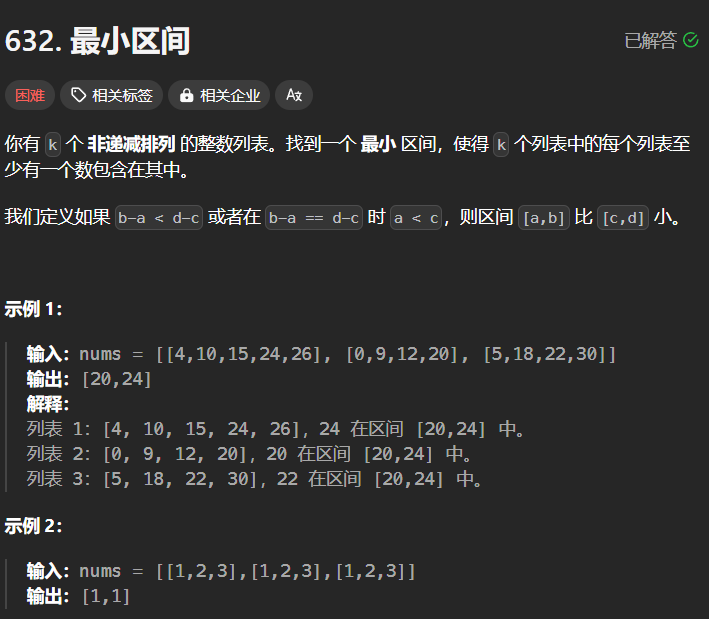 632. 最小区间
已解答
困难 相关标签 相关企业
你有 k 个 非递减排列 的整数列表。找到一个 最小 区间，使得 k 个列表中的每个列表至
少有一个数包含在其中。
我们定义如果 b-a < d-c 或者在 b-a == d-c 时 a < c，则区间 [a,b] 比 [c,d] 小。
示例 1：
输入：nums = [[4,10,15,24,26], [0,9,12,20], [5,18,22,30]]
输出：[20,24]
解释：
列表 1：[4, 10, 15, 24, 26]，24 在区间 [20,24] 中。
列表 2：[0, 9, 12, 20]，20 在区间 [20,24] 中。
列表 3：[5, 18, 22, 30]，22 在区间 [20,24] 中。
示例 2：
输入：nums = [[1,2,3],[1,2,3],[1,2,3]]
输出：[1,1]